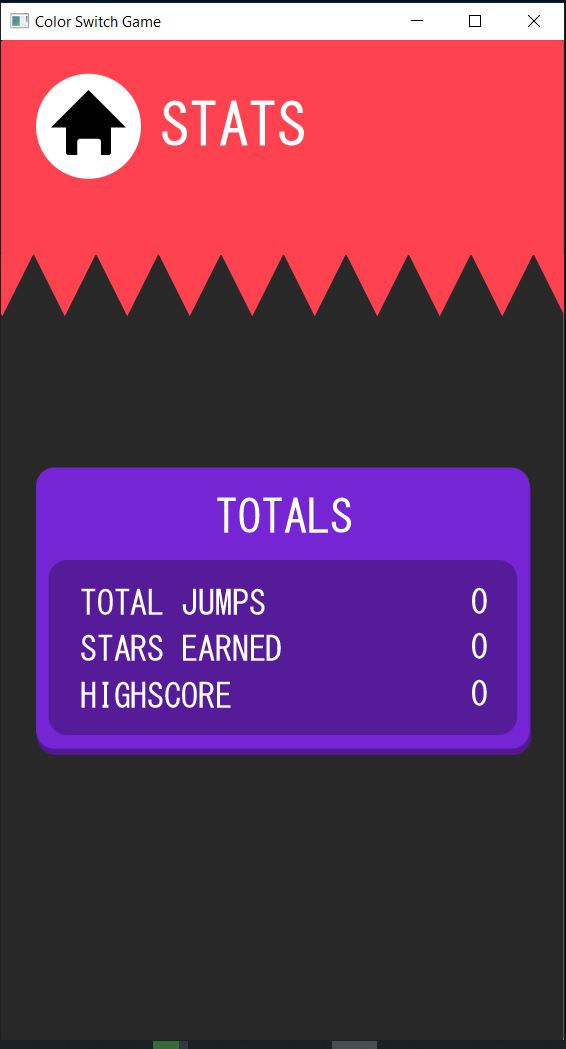 Color Switch Game
STATS
TOTALS
TOTAL JUMPS 0
STARS EARNED 0
HIGHSCORE 0